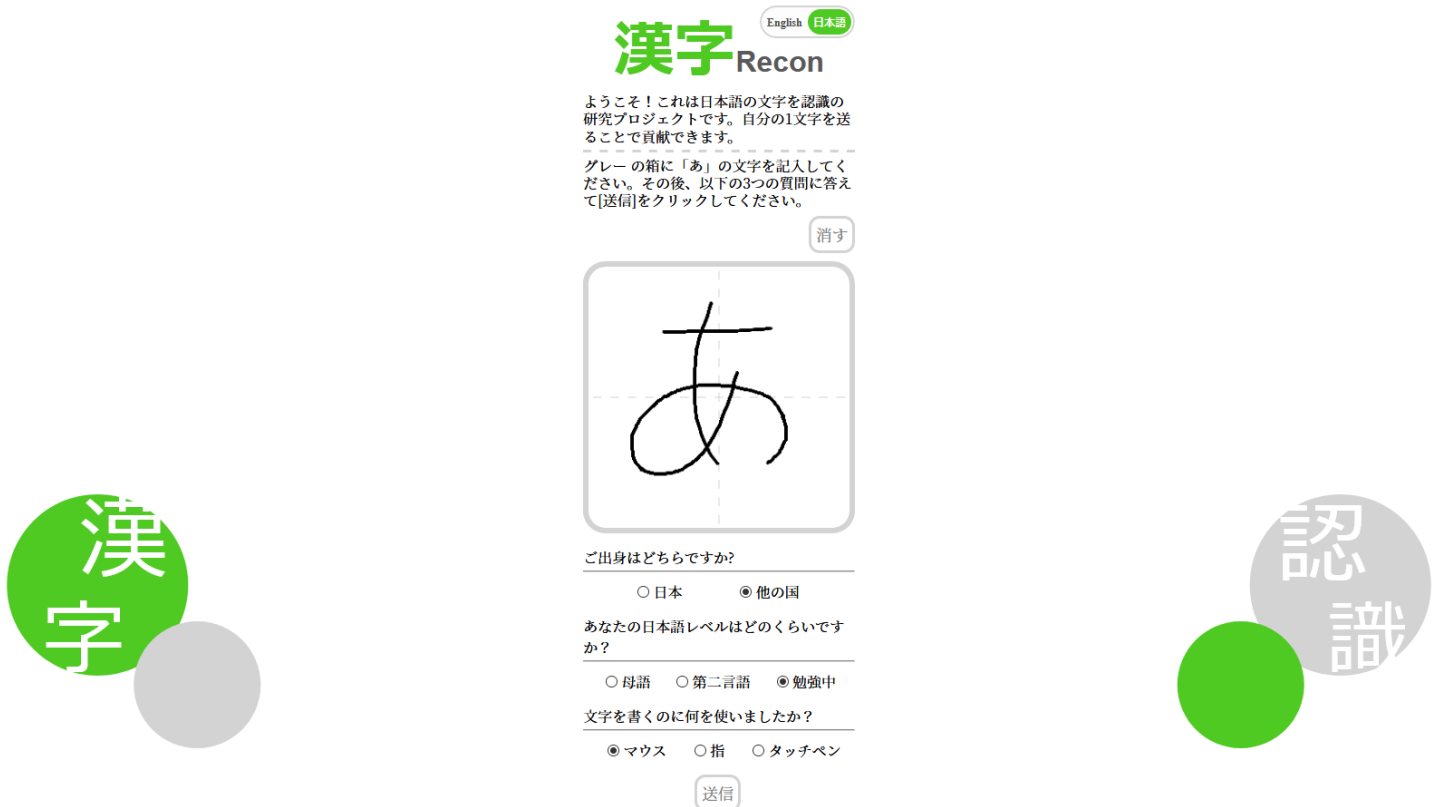 English 日本語
漢字Recon
ようこそ！これは日本語の文字を認識の
研究プロジェクトです。自分の1文字を送
ることで貢献できます。
グレー の箱に「あ」の文字を記入してく
ださい。その後、以下の3つの質問に答え
て[送信]をクリックしてください。
消す
あ
ご出身はどちらですか?
日本 他の国
あなたの日本語レベルはどのくらいです
か？
母語 第二言語 勉強中
文字を書くのに何を使いましたか？
マウス 指 タッチペン
送信
漢
字
認
識